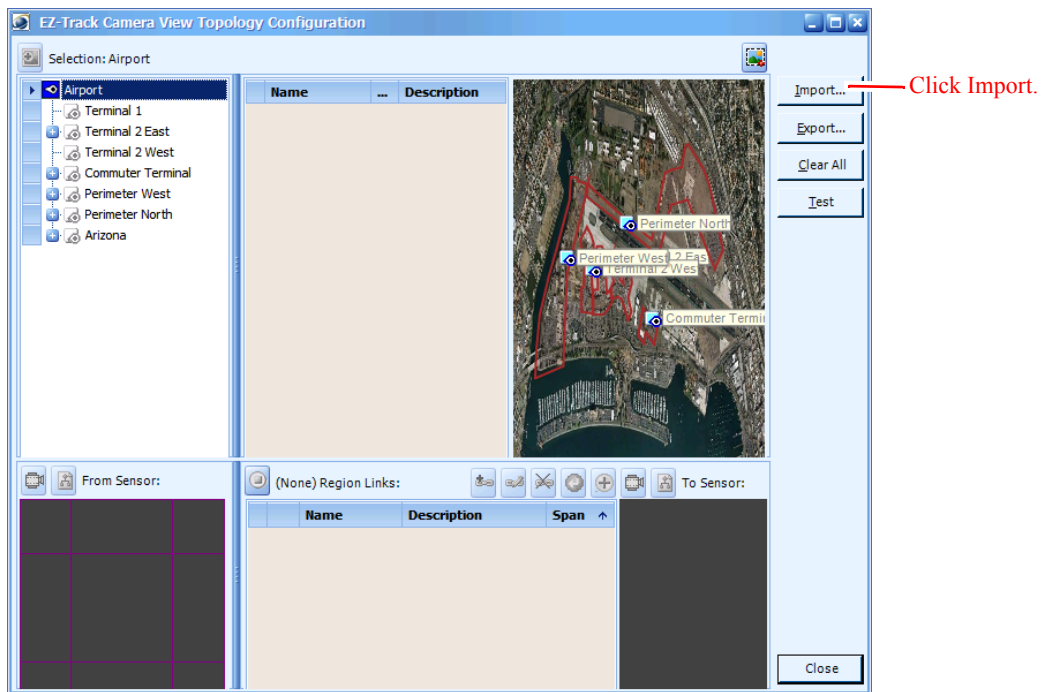 EZ-Track Camera View Topology Configuration
Selection: Airport
Airport
Terminal 1
Terminal 2 East
Terminal 2 West
Commuter Terminal
Perimeter West
Perimeter North
Arizona
Name ... Description
Perimeter North
Perimeter West l 2 Eas
Terminal 2 Wes
Commuter Termi
Import...
Export...
Clear All
Test
Click Import.
From Sensor:
(None) Region Links:
To Sensor:
Name Description Span
Close